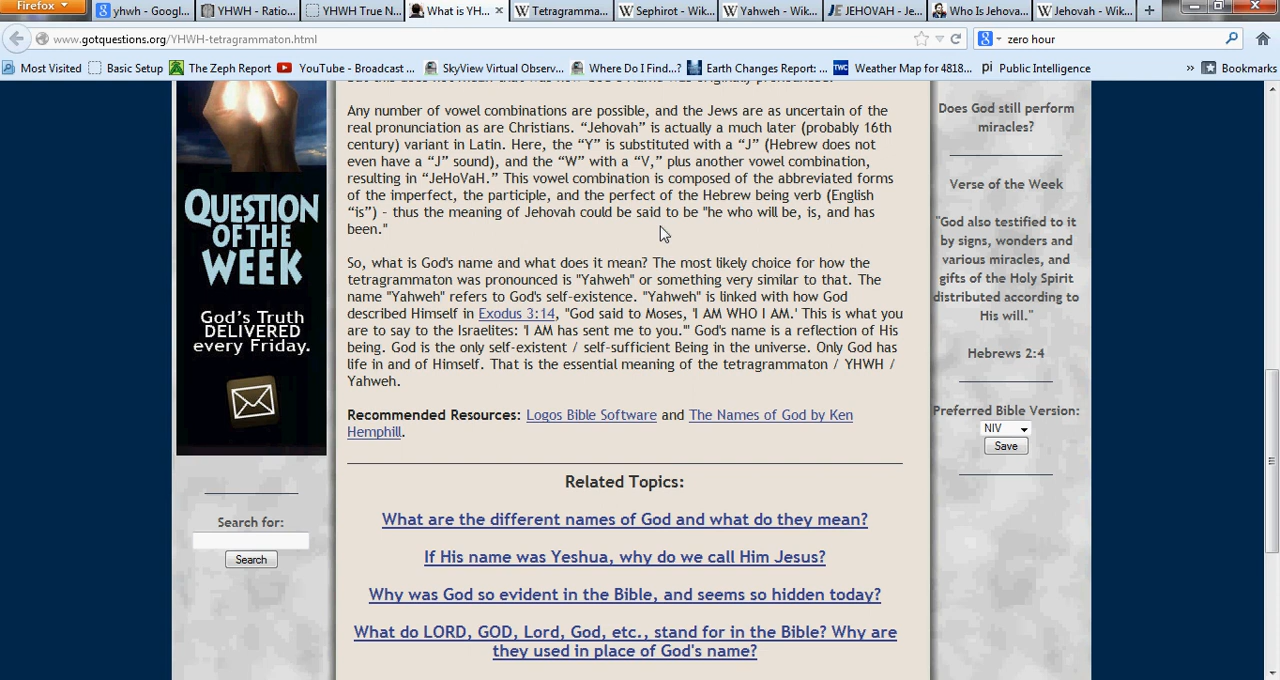 Firefox
yhwh - Googl...
YHWH - Ratio...
YHWH True N...
What is YH...
Tetragramma...
Sephirot - Wik...
Yahweh - Wik...
JEHOVAH - Je...
Who Is Jehova...
Jehovah - Wik...
www.gotquestions.org/YHWH-tetragrammaton.html
zero hour
Most Visited
Basic Setup
The Zeph Report
YouTube - Broadcast ...
SkyView Virtual Observ...
Where Do I Find...?
Earth Changes Report: ...
Weather Map for 4818...
Public Intelligence
»
Bookmarks
Any number of vowel combinations are possible, and the Jews are as uncertain of the
real pronunciation as are Christians. “Jehovah” is actually a much later (probably 16th
century) variant in Latin. Here, the “Y” is substituted with a “J” (Hebrew does not
even have a “J” sound), and the “W” with a “V,” plus another vowel combination,
resulting in “JeHoVaH.” This vowel combination is composed of the abbreviated forms
of the imperfect, the participle, and the perfect of the Hebrew being verb (English
“is”) – thus the meaning of Jehovah could be said to be "he who will be, is, and has
been."
So, what is God's name and what does it mean? The most likely choice for how the
tetragrammaton was pronounced is "Yahweh" or something very similar to that. The
name "Yahweh" refers to God's self-existence. "Yahweh" is linked with how God
described Himself in Exodus 3:14, "God said to Moses, 'I AM WHO I AM.' This is what you
are to say to the Israelites: 'I AM has sent me to you.'" God's name is a reflection of His
being. God is the only self-existent / self-sufficient Being in the universe. Only God has
life in and of Himself. That is the essential meaning of the tetragrammaton / YHWH /
Yahweh.
Recommended Resources: Logos Bible Software and The Names of God by Ken
Hemphill.
Related Topics:
What are the different names of God and what do they mean?
If His name was Yeshua, why do we call Him Jesus?
Why was God so evident in the Bible, and seems so hidden today?
What do LORD, GOD, Lord, God, etc., stand for in the Bible? Why are
they used in place of God's name?
QUESTION
OF THE
WEEK
God's Truth
DELIVERED
every Friday.
Search for:
Search
Does God still perform
miracles?
Verse of the Week
"God also testified to it
by signs, wonders and
various miracles, and
gifts of the Holy Spirit
distributed according to
His will."
Hebrews 2:4
Preferred Bible Version:
NIV
Save